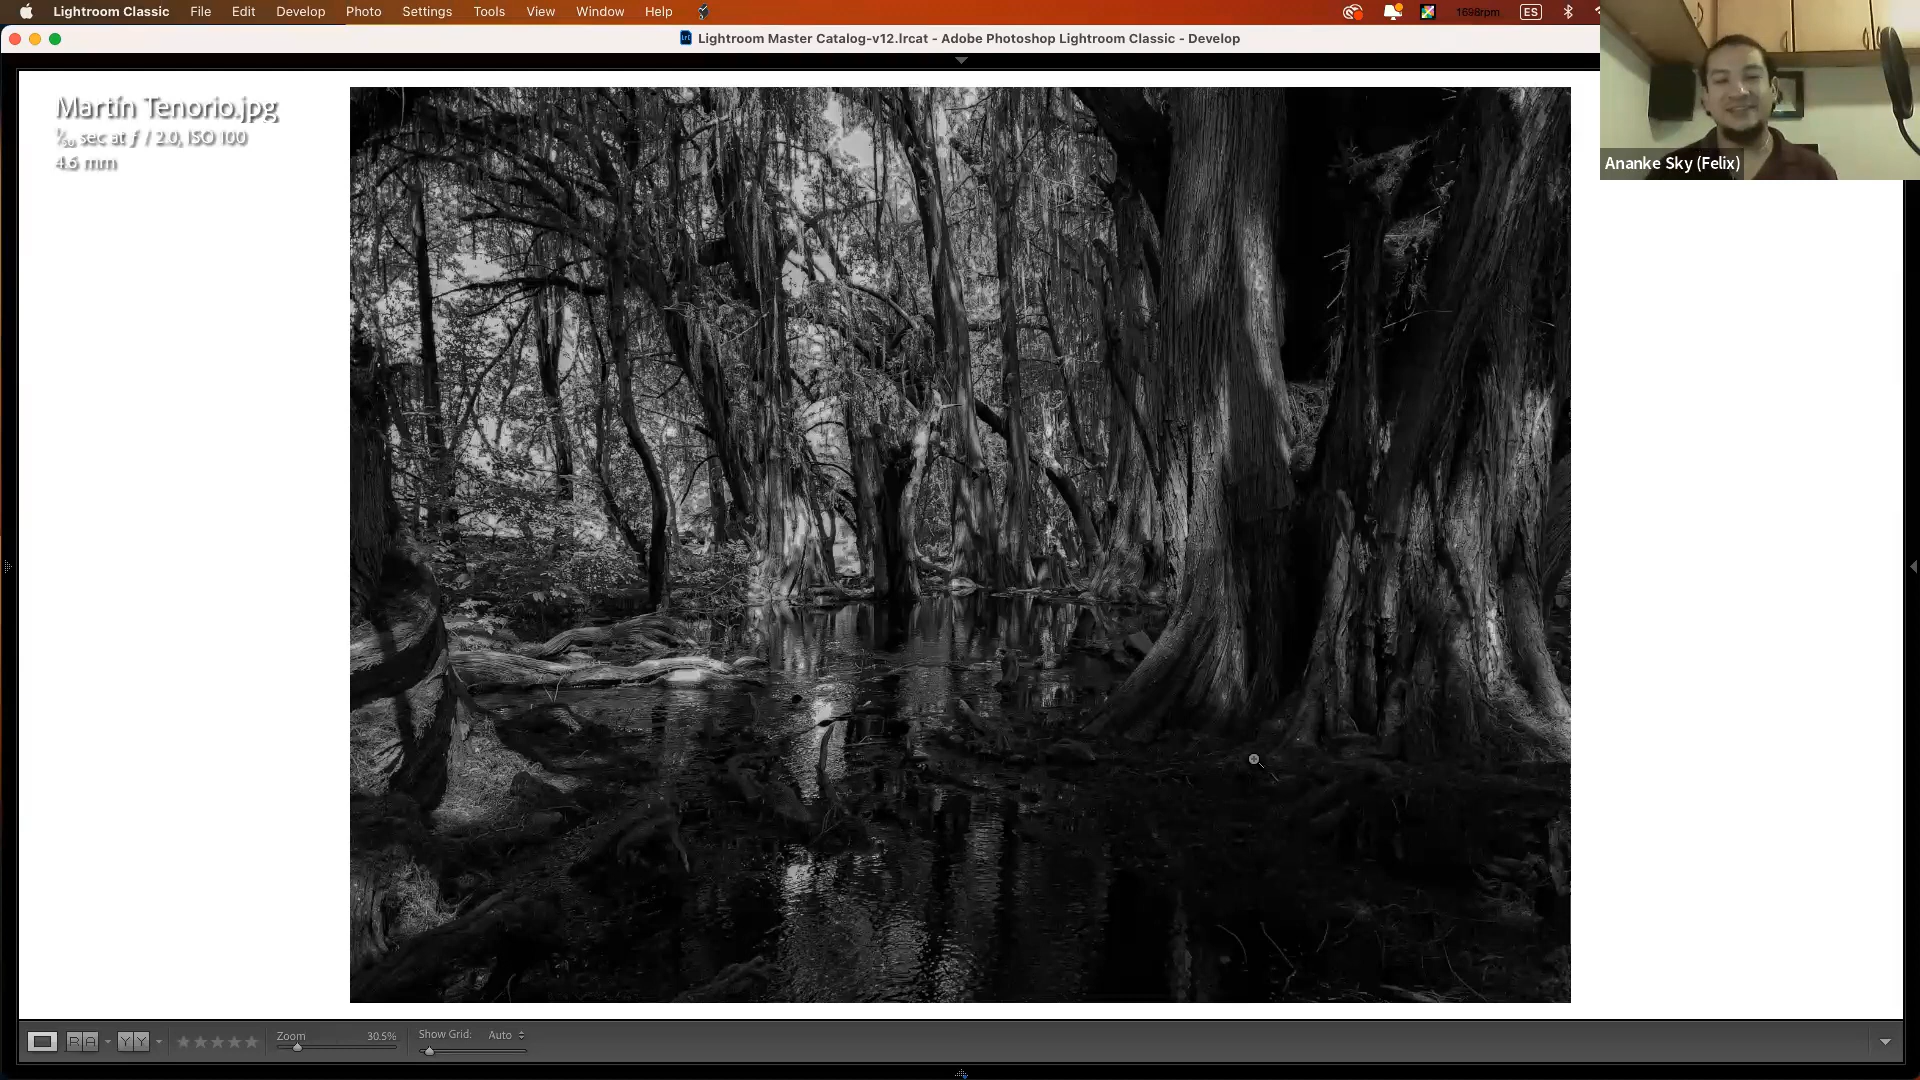 Lightroom Classic File Edit Develop Photo Settings Tools View Window Help 1698rpm ES
Lightroom Master Catalog-v12.lrcat - Adobe Photoshop Lightroom Classic - Develop
Martín Tenorio.jpg
sec at ƒ / 2.0, ISO 100
4.6 mm
Ananke Sky (Felix)
R A Y Y Zoom 30.5% Show Grid: Auto